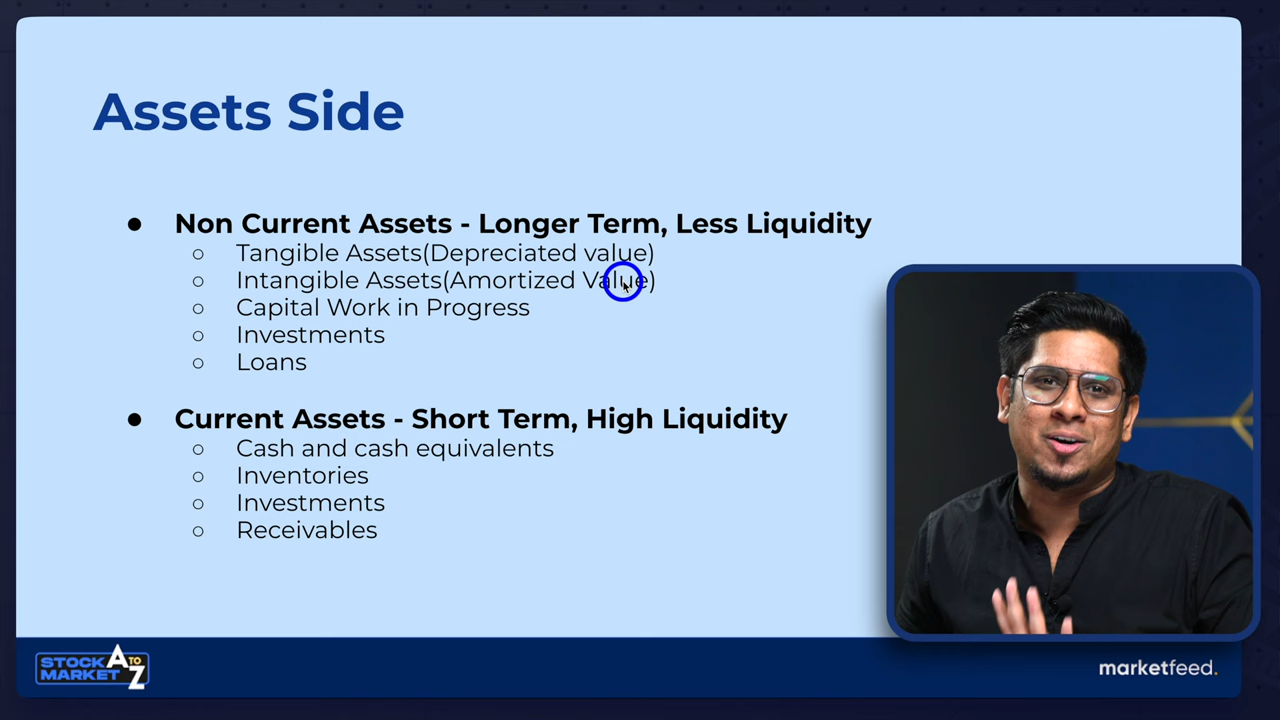 Assets Side
● Non Current Assets - Longer Term, Less Liquidity
○ Tangible Assets(Depreciated value)
○ Intangible Assets(Amortized Value)
○ Capital Work in Progress
○ Investments
○ Loans
● Current Assets - Short Term, High Liquidity
○ Cash and cash equivalents
○ Inventories
○ Investments
○ Receivables
STOCK MARKET A TO Z
marketfeed.